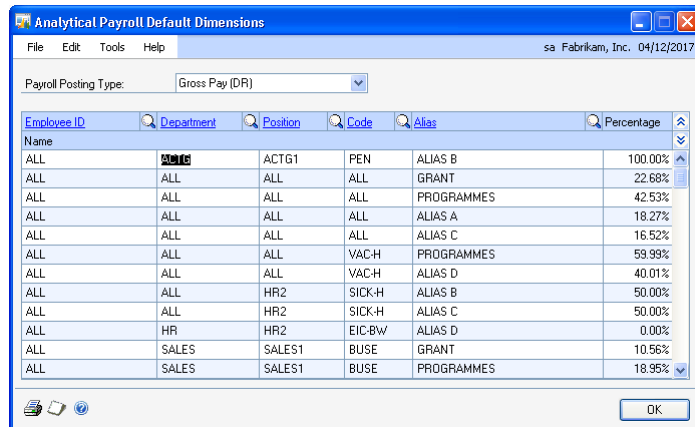 Analytical Payroll Default Dimensions
File Edit Tools Help sa Fabrikam, Inc. 04/12/2017
Payroll Posting Type: Gross Pay (DR)
Employee ID Department Position Code Alias Percentage
Name
ALL ACTG ACTG1 PEN ALIAS B 100.00%
ALL ALL ALL ALL GRANT 22.68%
ALL ALL ALL ALL PROGRAMMES 42.53%
ALL ALL ALL ALL ALIAS A 18.27%
ALL ALL ALL ALL ALIAS C 16.52%
ALL ALL ALL VAC-H PROGRAMMES 59.99%
ALL ALL ALL VAC-H ALIAS D 40.01%
ALL ALL HR2 SICK-H ALIAS B 50.00%
ALL ALL HR2 SICK-H ALIAS C 50.00%
ALL HR HR2 EIC-BW ALIAS D 0.00%
ALL SALES SALES1 BUSE GRANT 10.56%
ALL SALES SALES1 BUSE PROGRAMMES 18.95%
OK